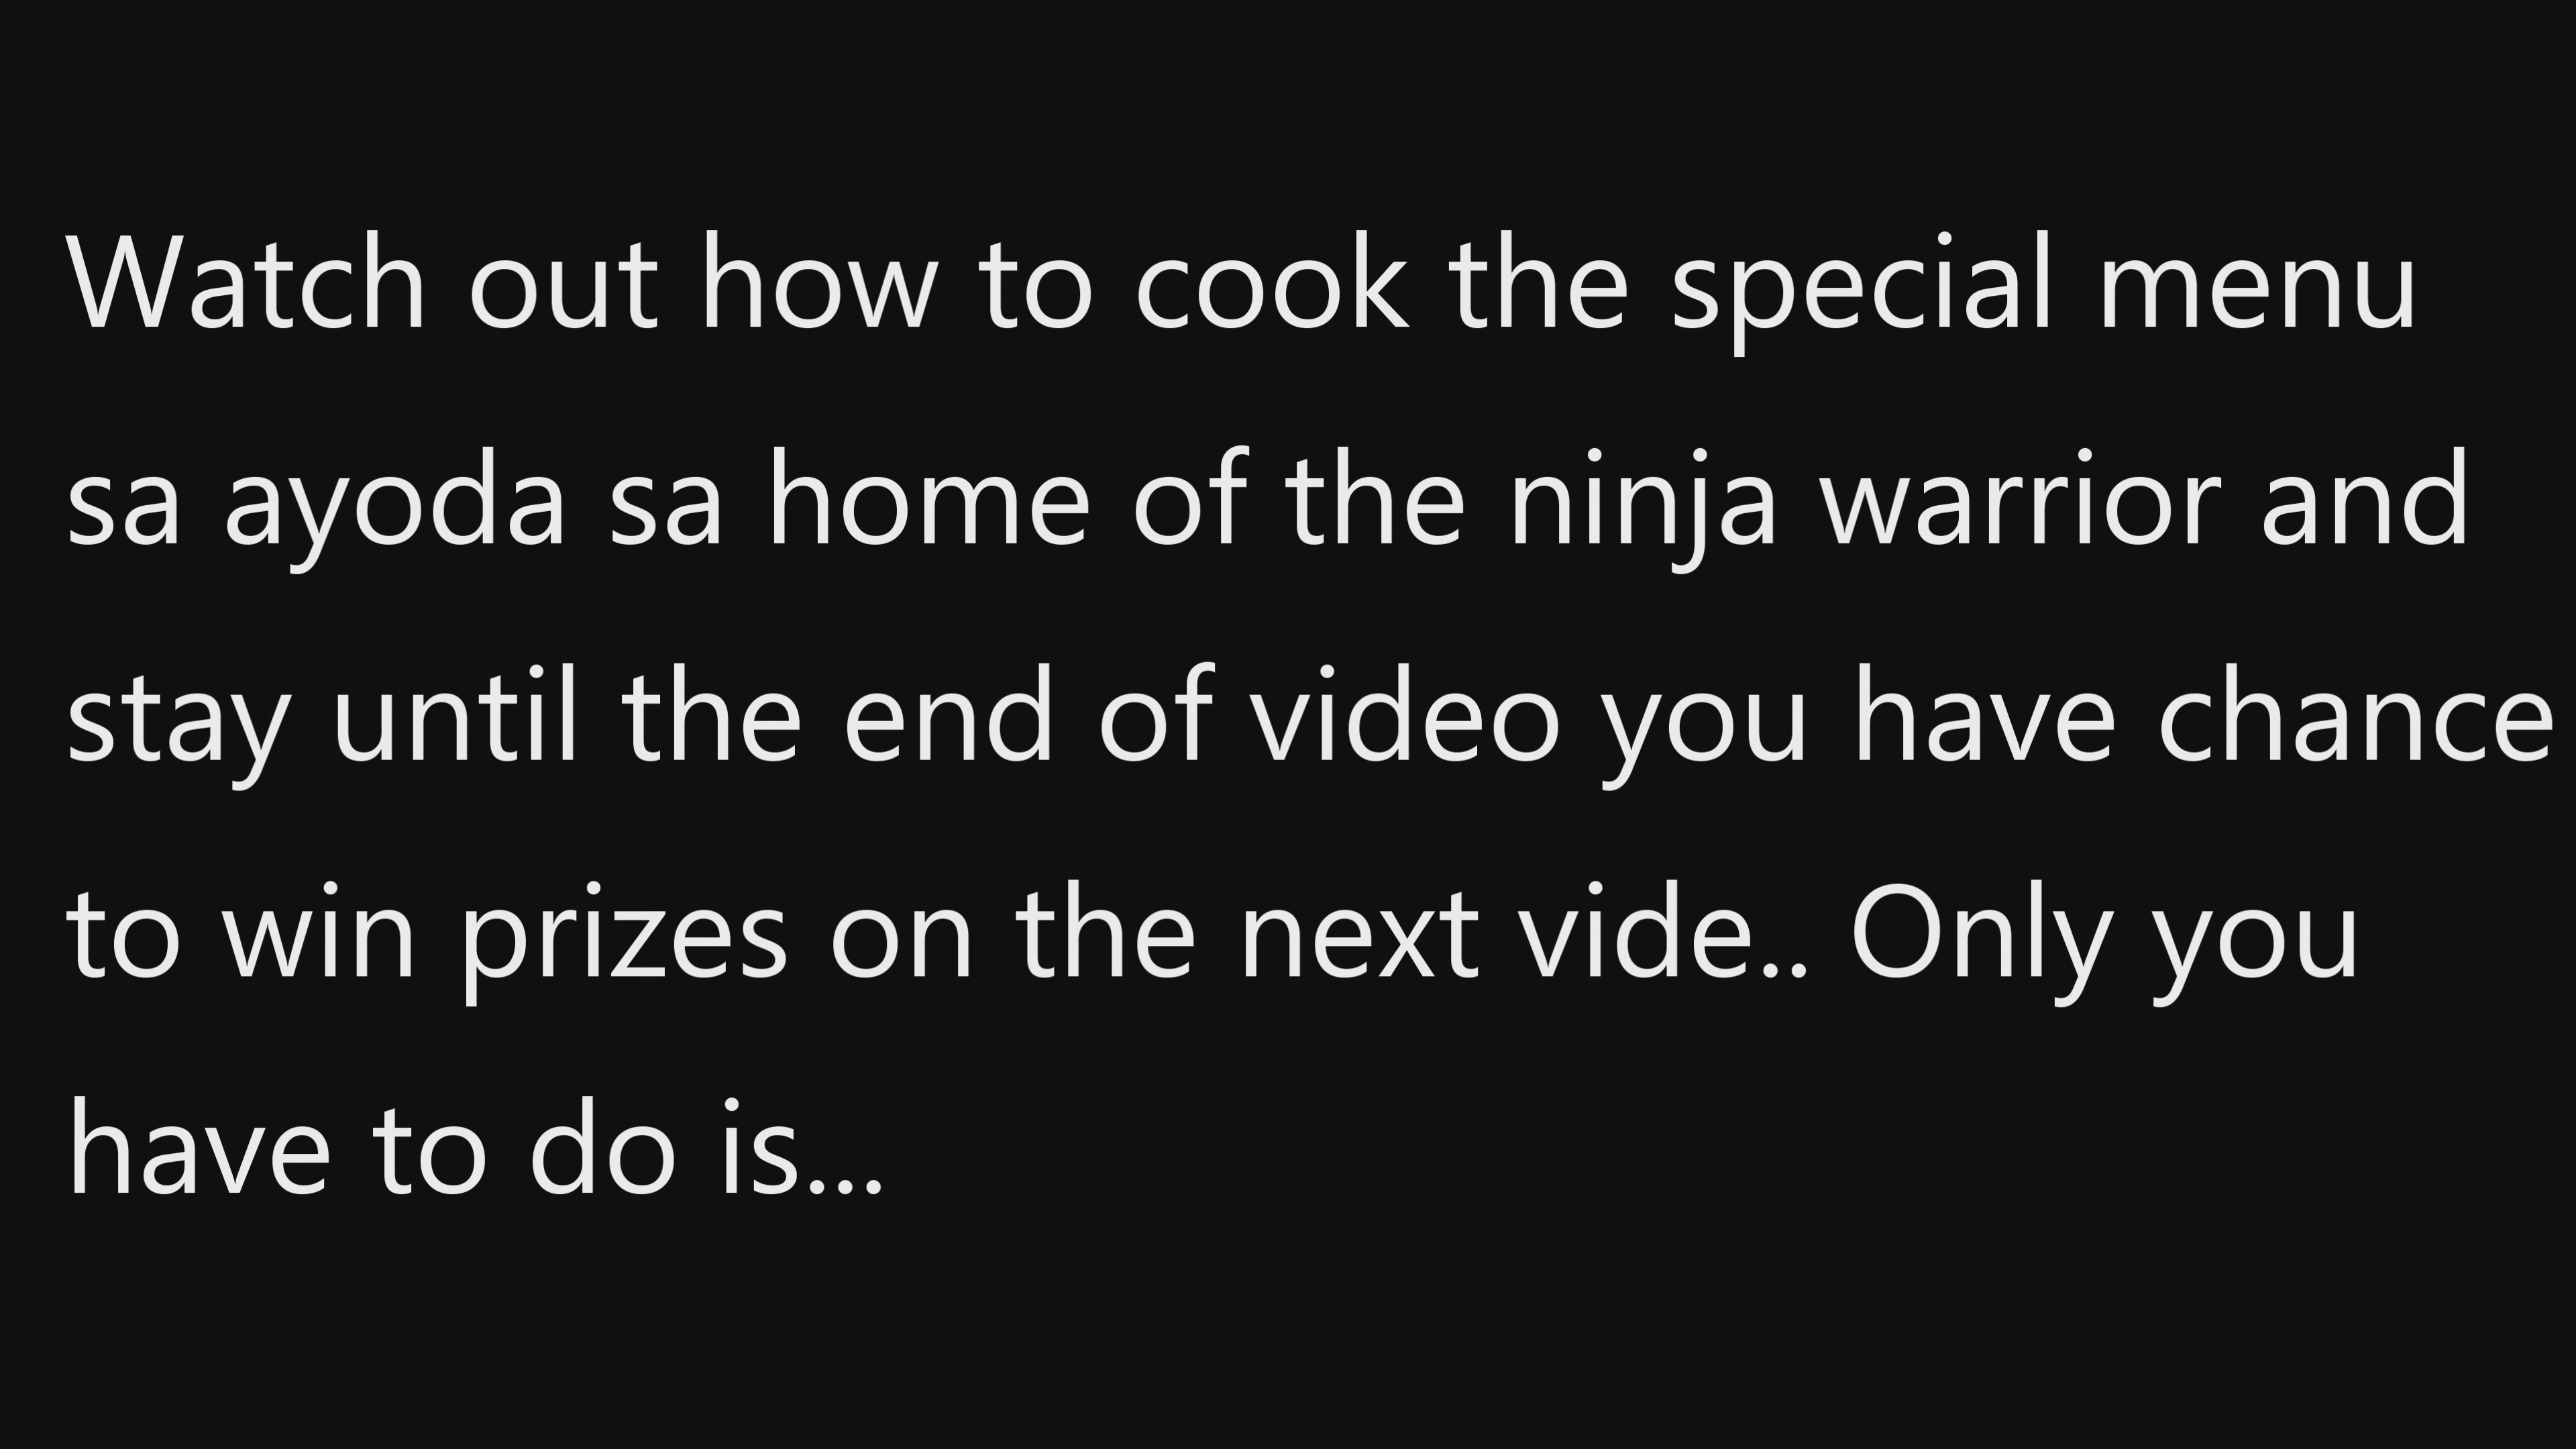 Watch out how to cook the special menu
sa ayoda sa home of the ninja warrior and
stay until the end of video you have chance
to win prizes on the next vide.. Only you
have to do is...